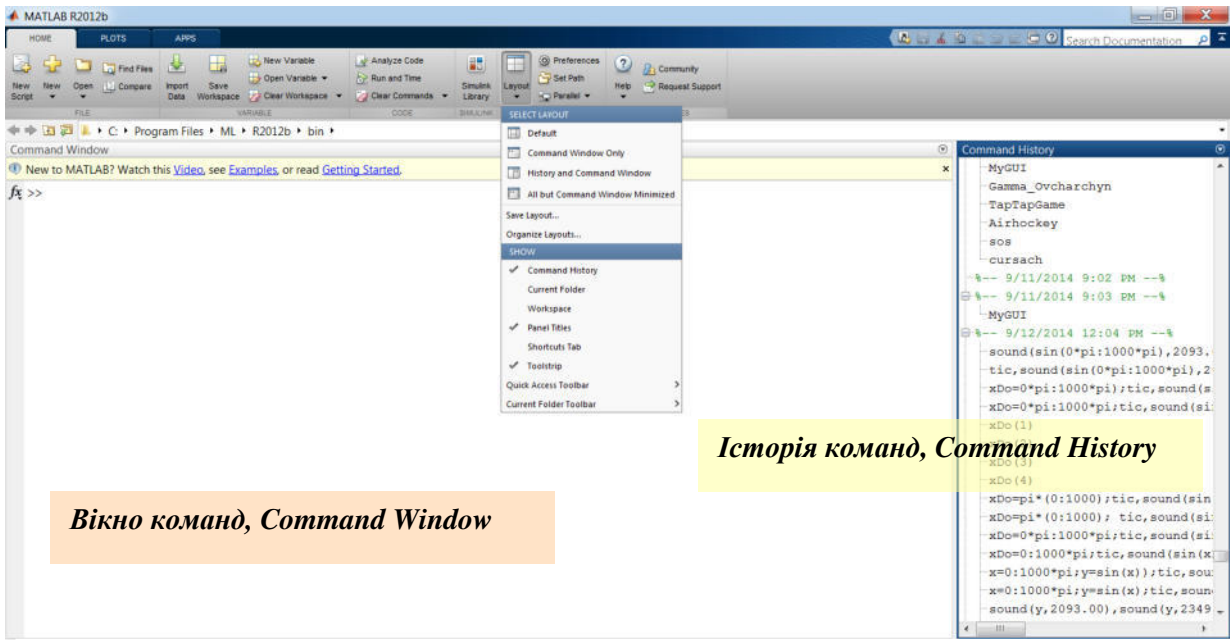 MATLAB R2012b
HOME PLOTS APPS
Search Documentation
New Script
New
Open
Find Files
Compare
Import Data
Save Workspace
New Variable
Open Variable
Clear Workspace
Analyze Code
Run and Time
Clear Commands
Simulink Library
Layout
Preferences
Set Path
Parallel
Help
Community
Request Support
FILE VARIABLE CODE SIMULINK
C: Program Files ML R2012b bin
Command Window
New to MATLAB? Watch this Video, see Examples, or read Getting Started.
fx >>
SELECT LAYOUT
Default
Command Window Only
History and Command Window
All but Command Window Minimized
Save Layout...
Organize Layouts...
SHOW
Command History
Current Folder
Workspace
Panel Titles
Shortcuts Tab
Toolstrip
Quick Access Toolbar
Current Folder Toolbar
Command History
MyGUI
Gamma_Ovcharchyn
TapTapGame
Airhockey
sos
cursach
%-- 9/11/2014 9:02 PM --%
%-- 9/11/2014 9:03 PM --%
MyGUI
%-- 9/12/2014 12:04 PM --%
sound(sin(0*pi:1000*pi),2093.
tic,sound(sin(0*pi:1000*pi),2
xDo=0*pi:1000*pi);tic,sound(s
xDo=0*pi:1000*pi;tic,sound(si
xDo(1)
xDo(2)
xDo(3)
xDo(4)
xDo=pi*(0:1000);tic,sound(sin
xDo=pi*(0:1000); tic,sound(si
xDo=0*pi:1000*pi;tic,sound(si
xDo=0:1000*pi;tic,sound(sin(x
x=0:1000*pi;y=sin(x));tic,sou
x=0:1000*pi;y=sin(x);tic,soun
sound(y,2093.00),sound(y,2349
Історія команд, Command History
Вікно команд, Command Window